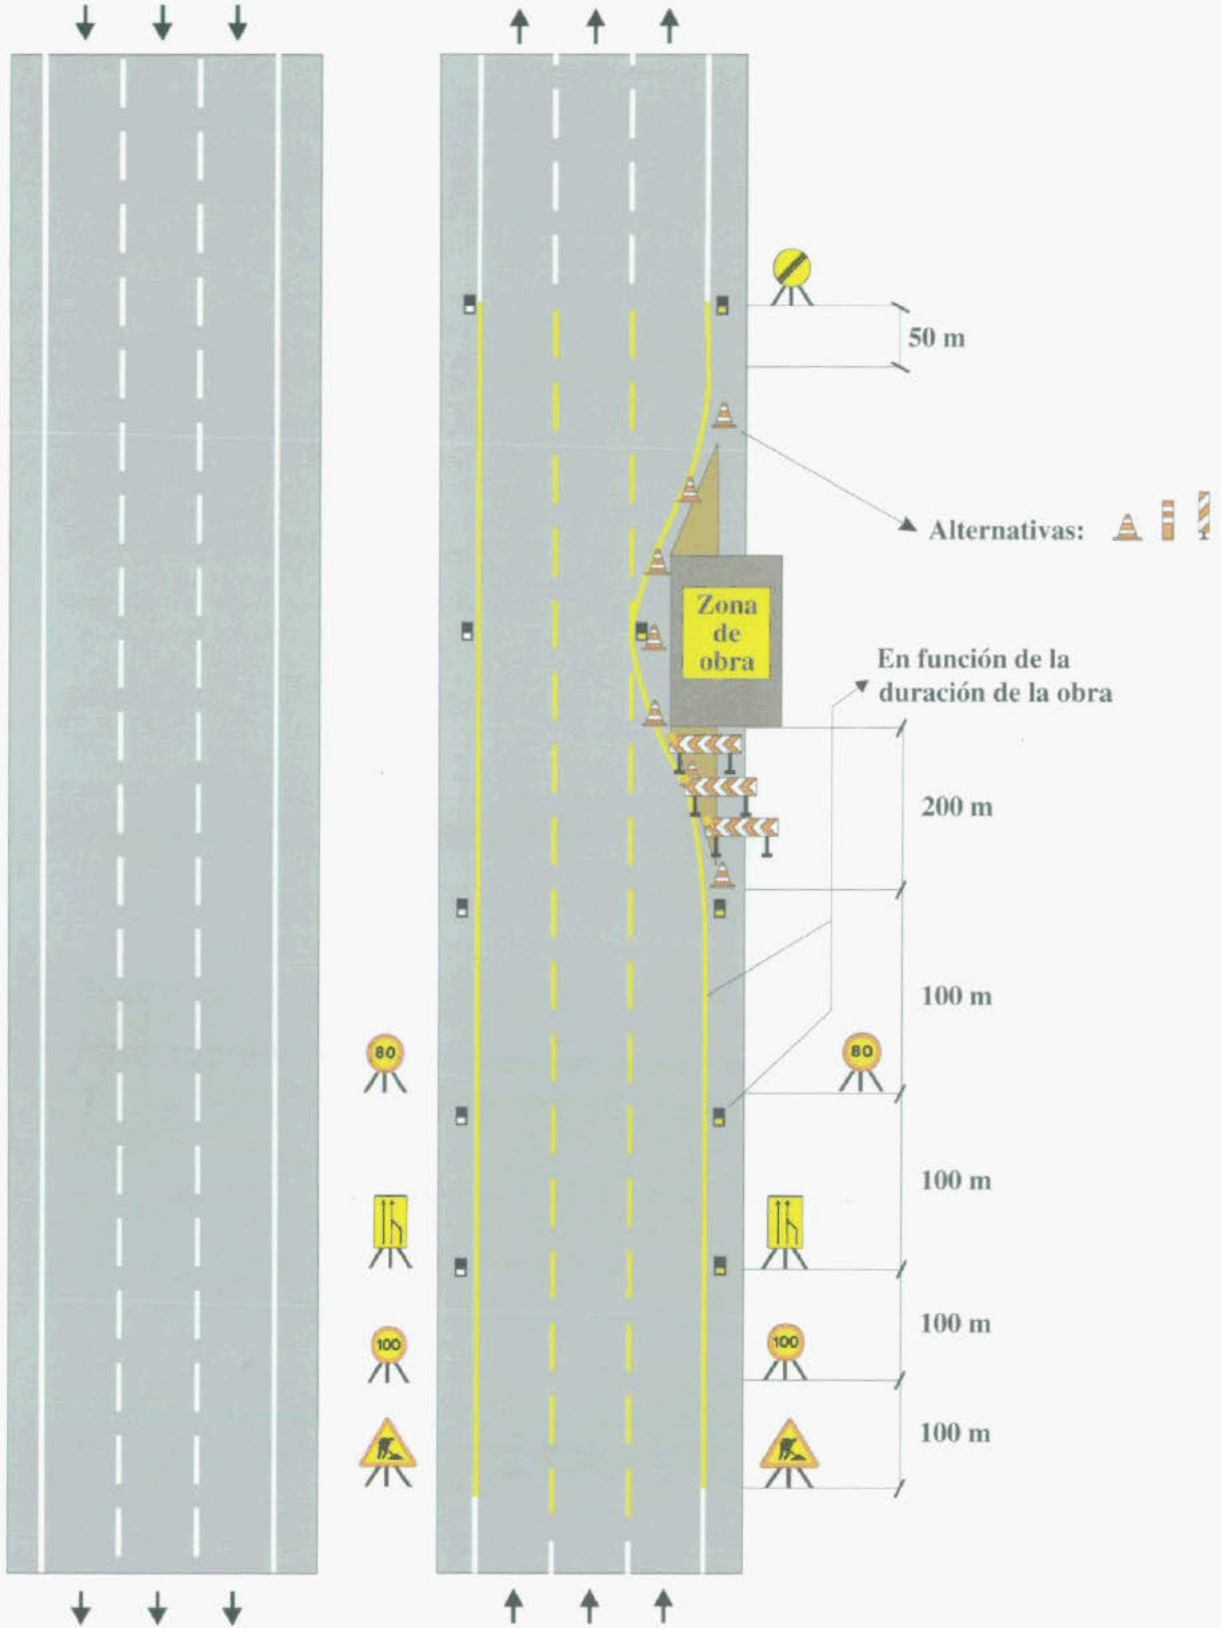 50 m
Alternativas:
Zona
de
obra
En función de la
duración de la obra
200 m
100 m
80
80
100 m
100 m
100
100
100 m